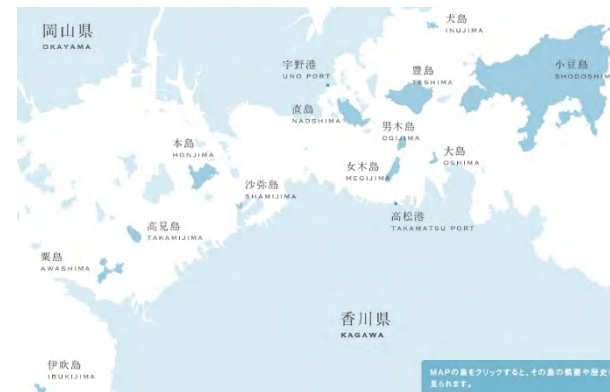 岡山県
OKAYAMA
犬島
INUJIMA
宇野港
UNO PORT
豊島
TESHIMA
小豆島
SHODOSHIMA
直島
NAOSHIMA
男木島
OGIJIMA
本島
HONJIMA
大島
OSHIMA
女木島
MEGIJIMA
沙弥島
SHAMIJIMA
高松港
TAKAMATSU PORT
高見島
TAKAMIJIMA
粟島
AWASHIMA
香川県
KAGAWA
伊吹島
IBUKIJIMA
MAPの島をクリックすると、その島の概要や歴史
見られます。